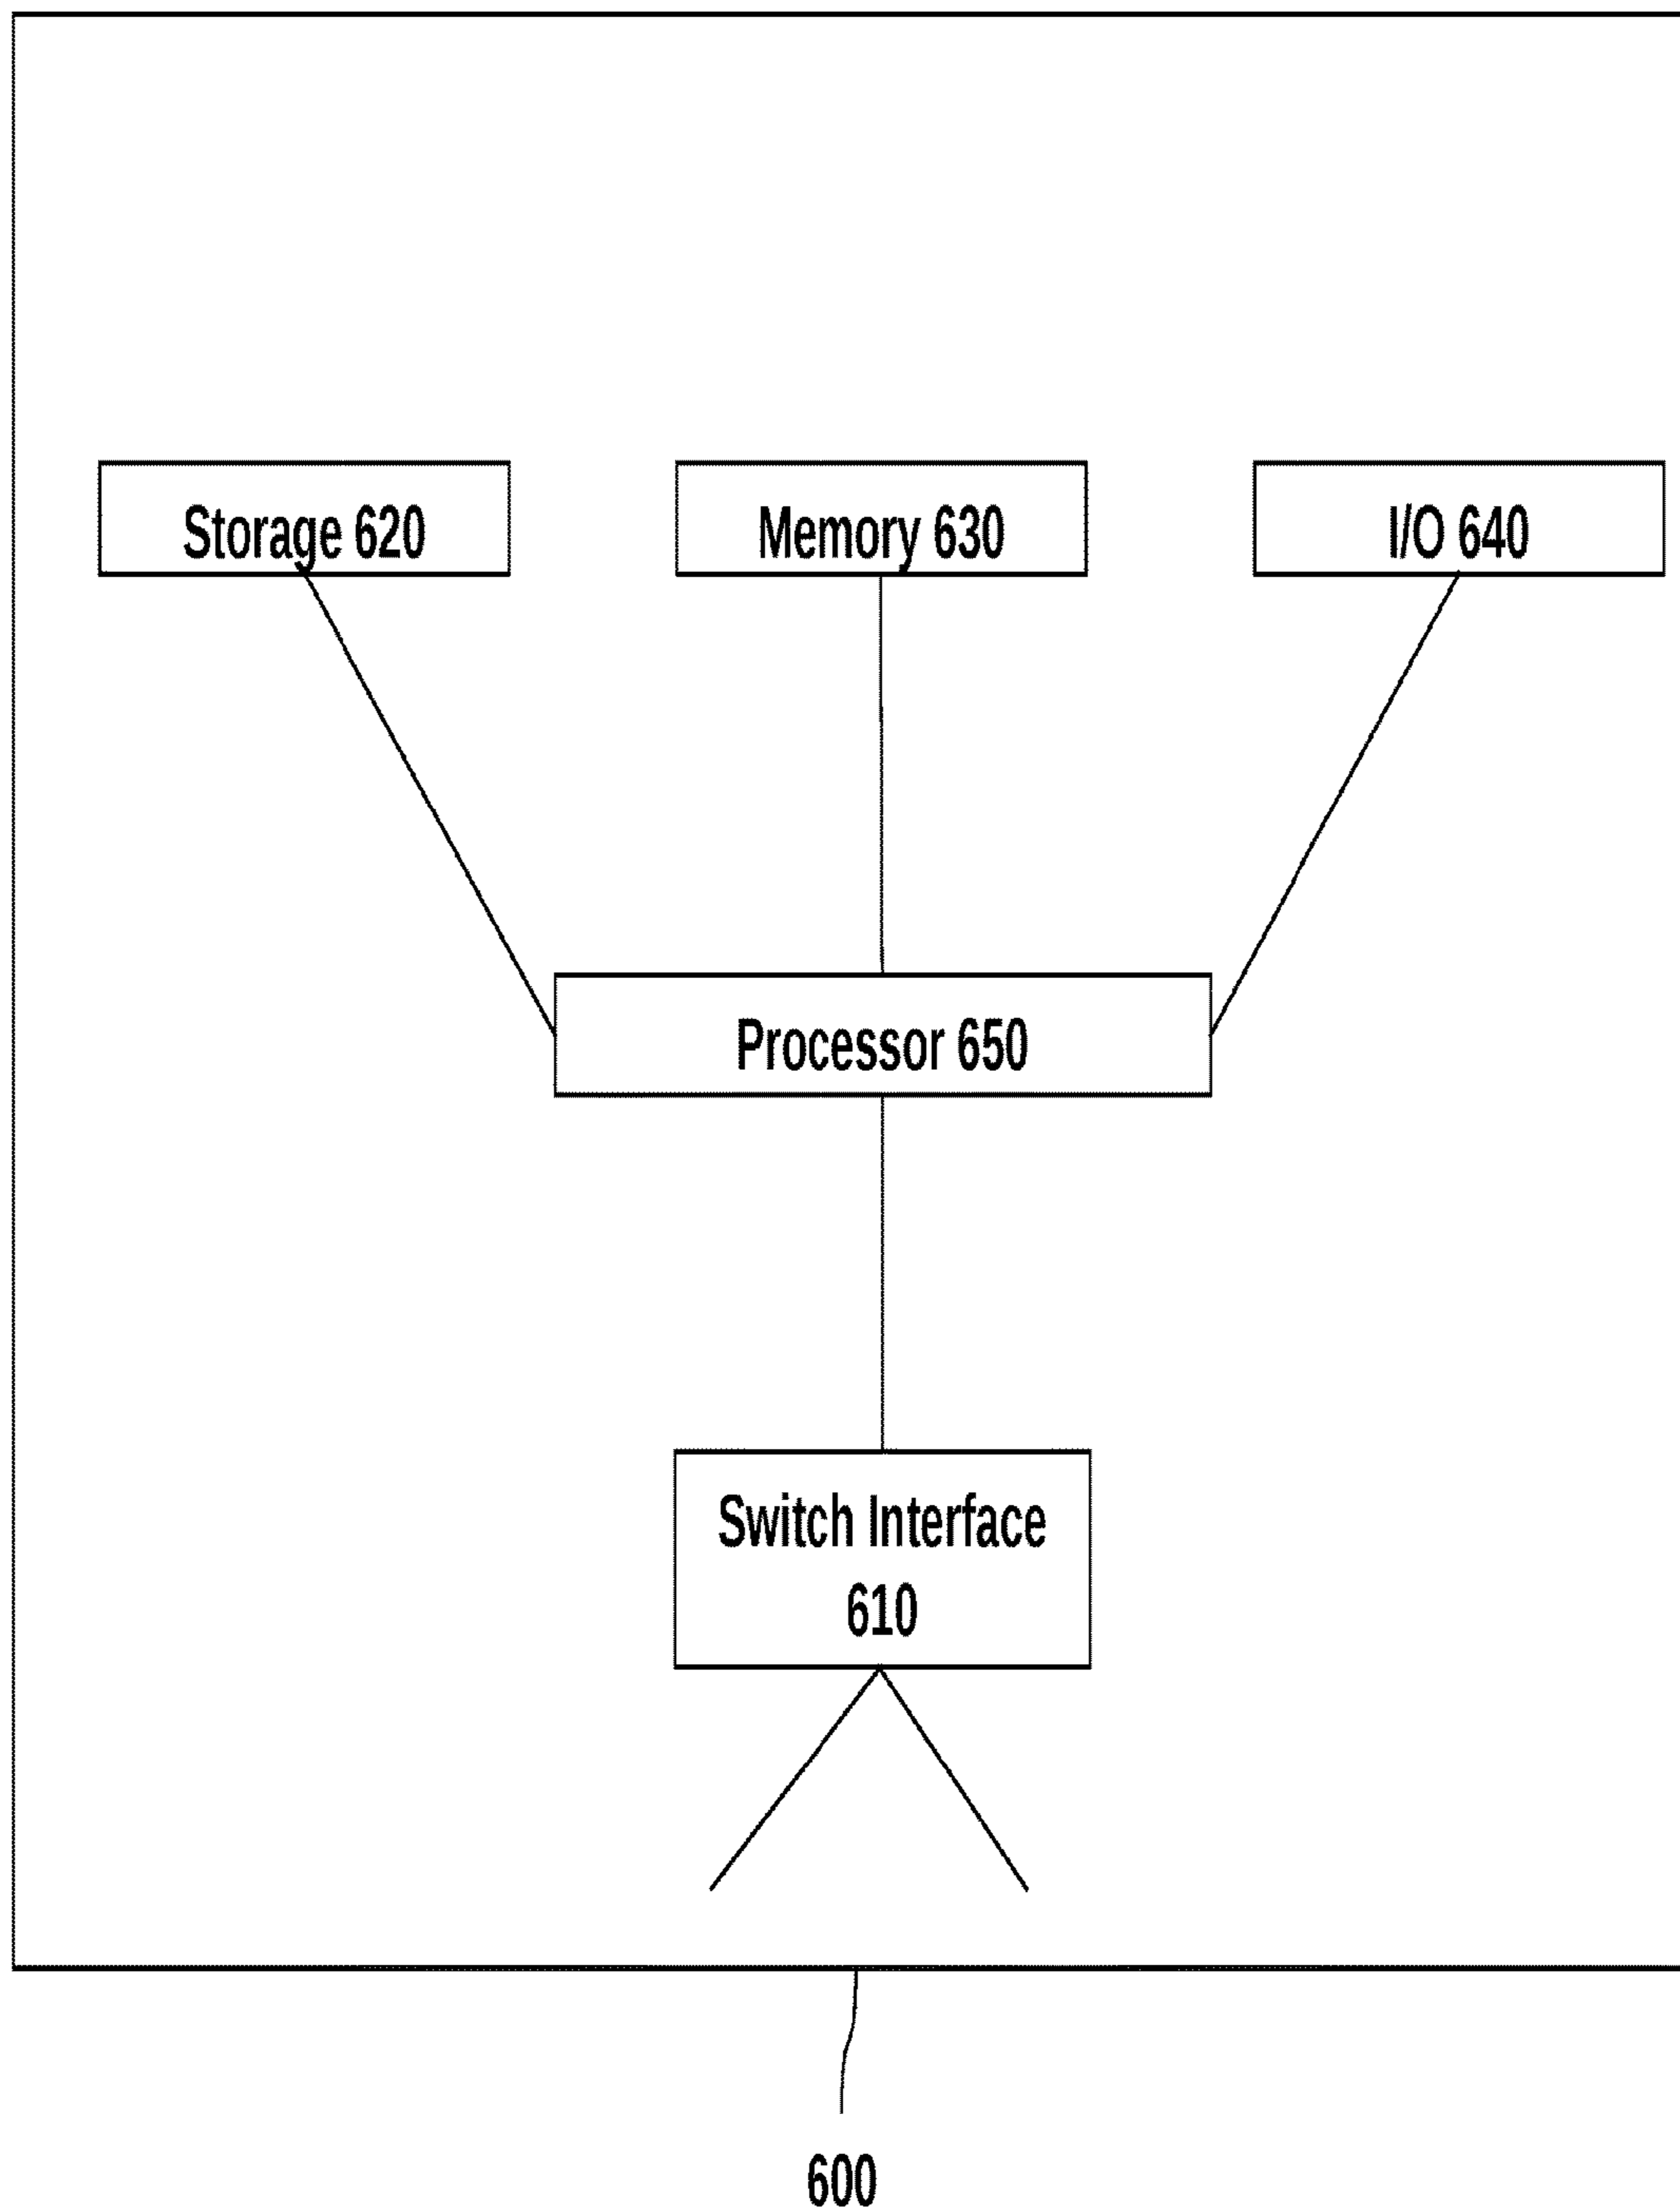 Storage 620
Memory 630
I/O 640
Processor 650
Switch Interface
610
600